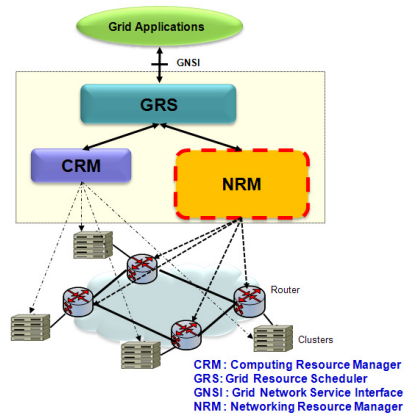 Grid Applications
GNSI
GRS
CRM
NRM
Router
Clusters
CRM : Computing Resource Manager
GRS: Grid Resource Scheduler
GNSI : Grid Network Service Interface
NRM : Networking Resource Manager